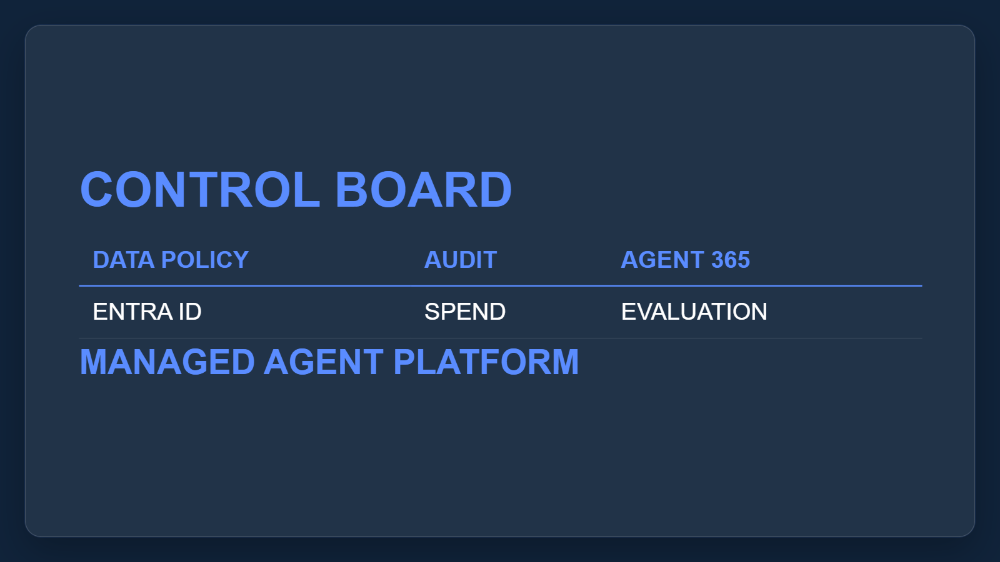 CONTROL BOARD
DATA POLICY AUDIT AGENT 365
ENTRA ID SPEND EVALUATION
MANAGED AGENT PLATFORM